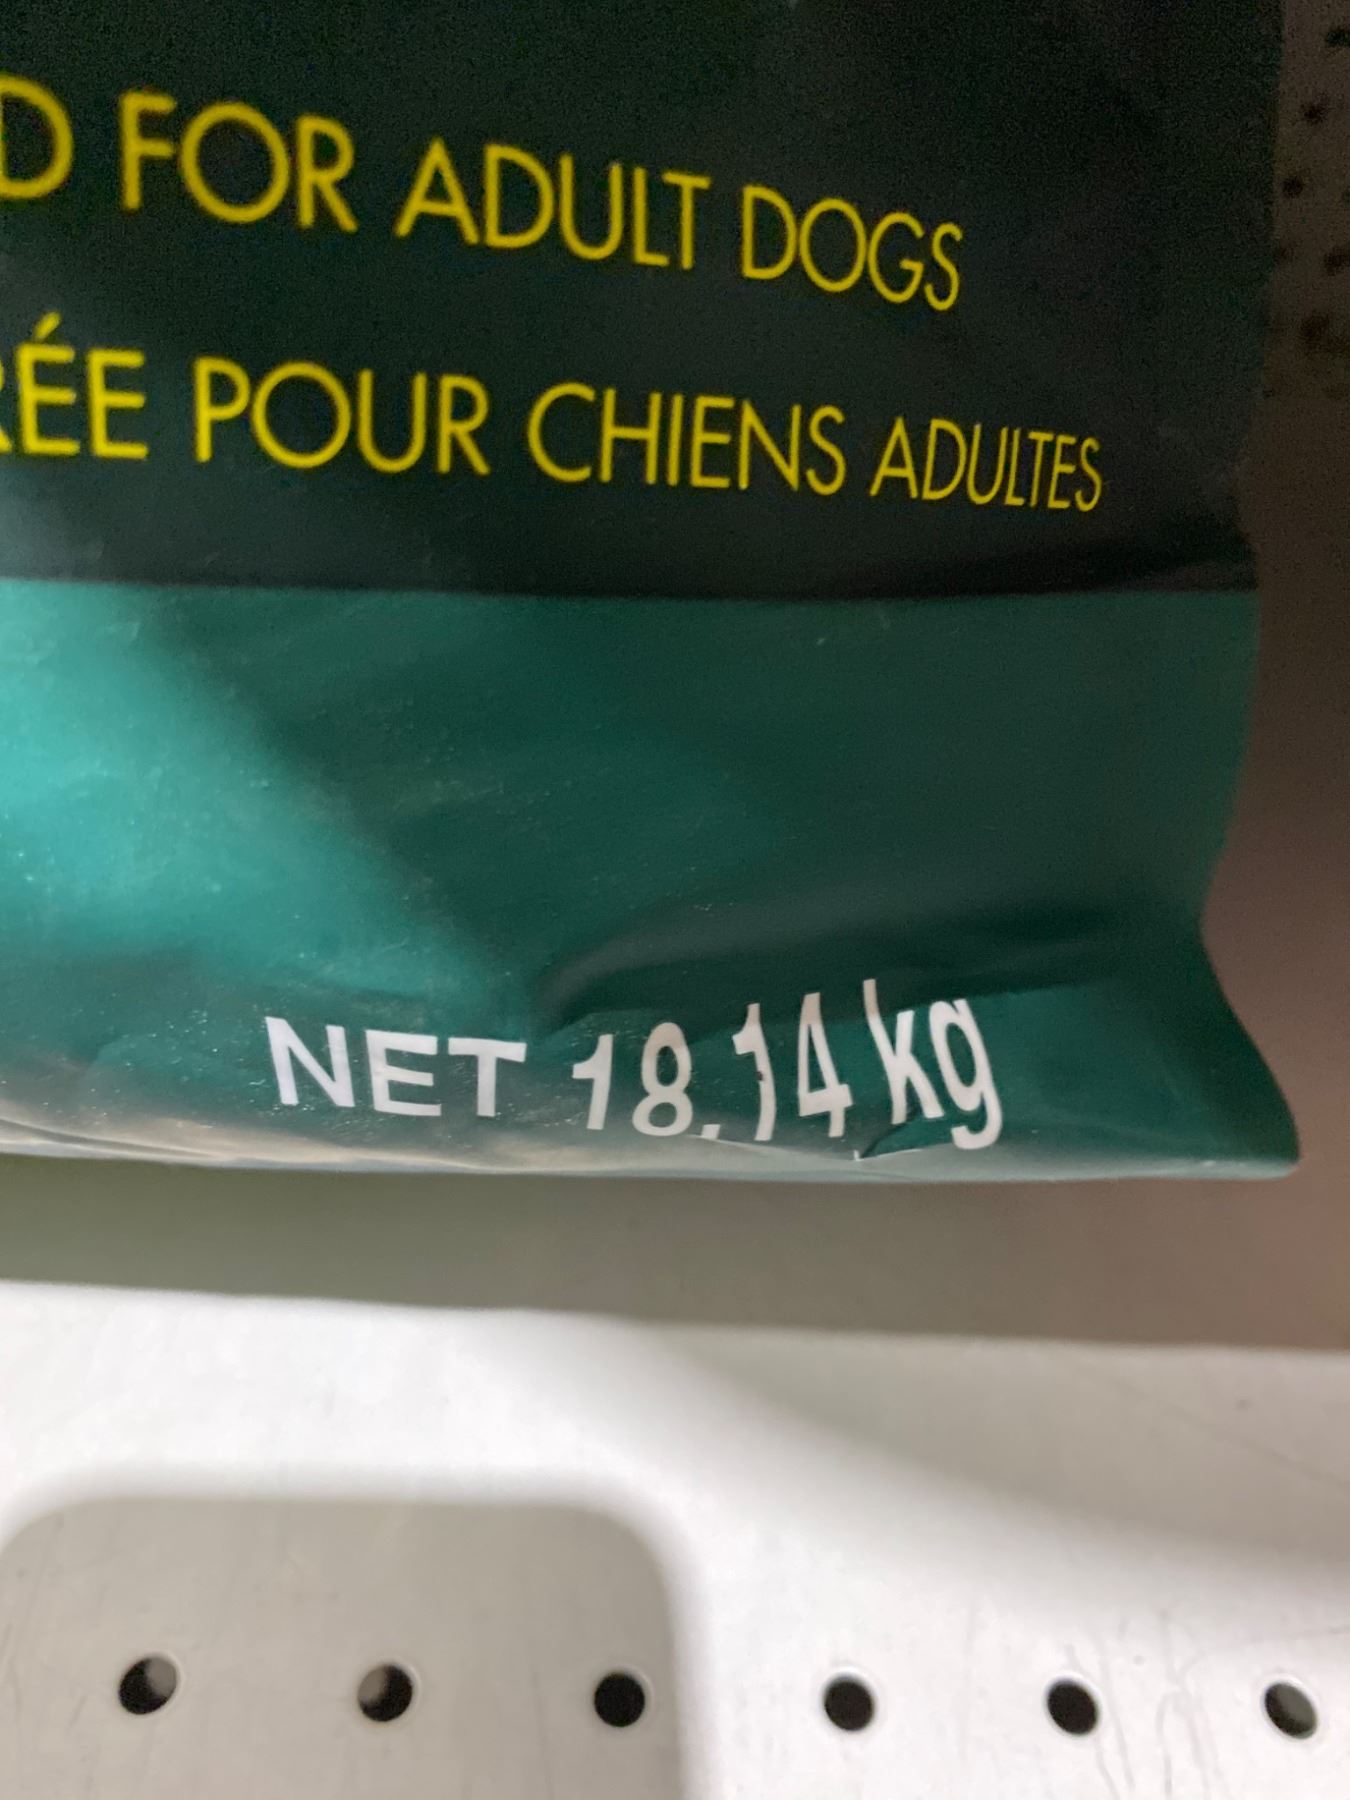 D FOR ADULT DOGS
RÉE POUR CHIENS ADULTES
NET 18.14 kg